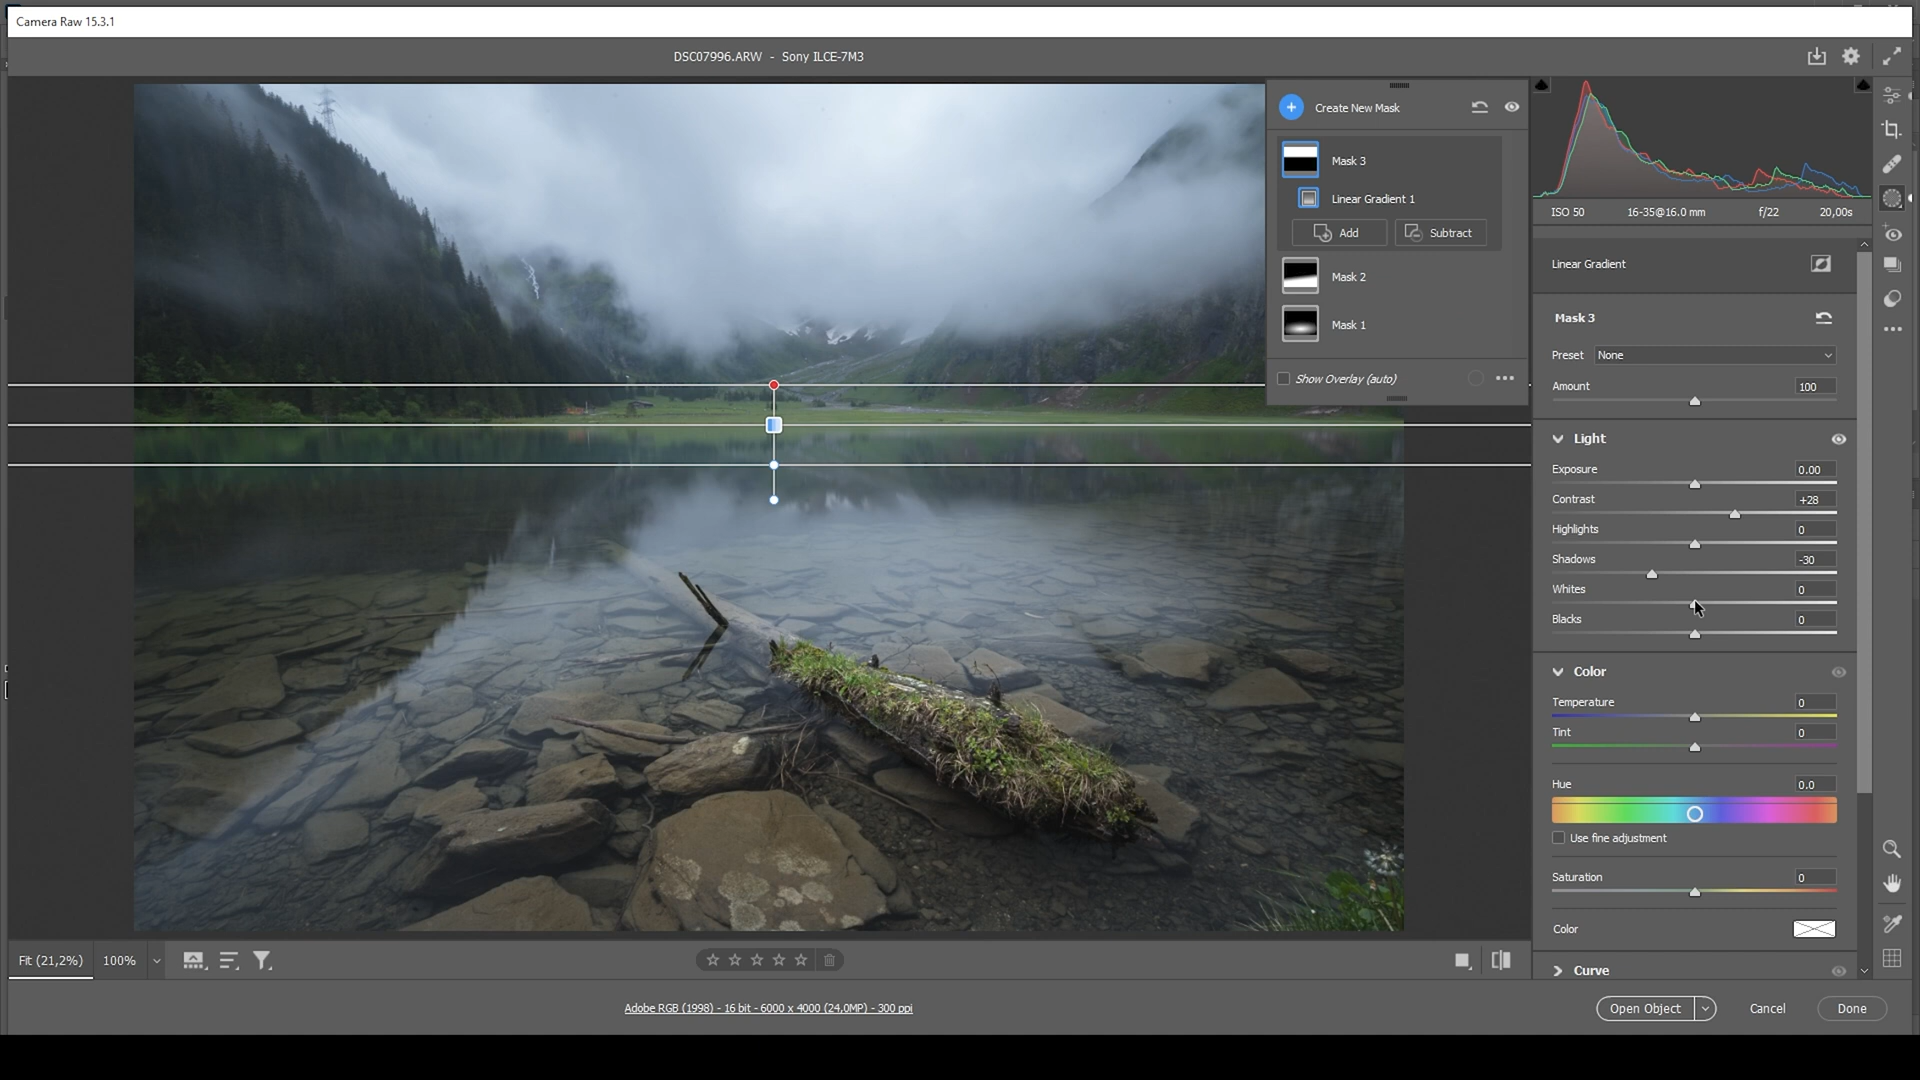 Camera Raw 15.3.1
DSC07996.ARW - Sony ILCE-7M3
Create New Mask
Mask 3
Linear Gradient 1
Add
Subtract
Mask 2
Mask 1
Show Overlay (auto)
ISO 50
16-35@16.0 mm
f/22
20,00s
Linear Gradient
Mask 3
Preset
None
Amount
100
Light
Exposure
0.00
Contrast
+28
Highlights
0
Shadows
-30
Whites
0
Blacks
0
Color
Temperature
0
Tint
0
Hue
0.0
Use fine adjustment
Saturation
0
Color
Curve
Fit (21,2%)
100%
Adobe RGB (1998) - 16 bit - 6000 x 4000 (24,0MP) - 300 ppi
Open Object
Cancel
Done